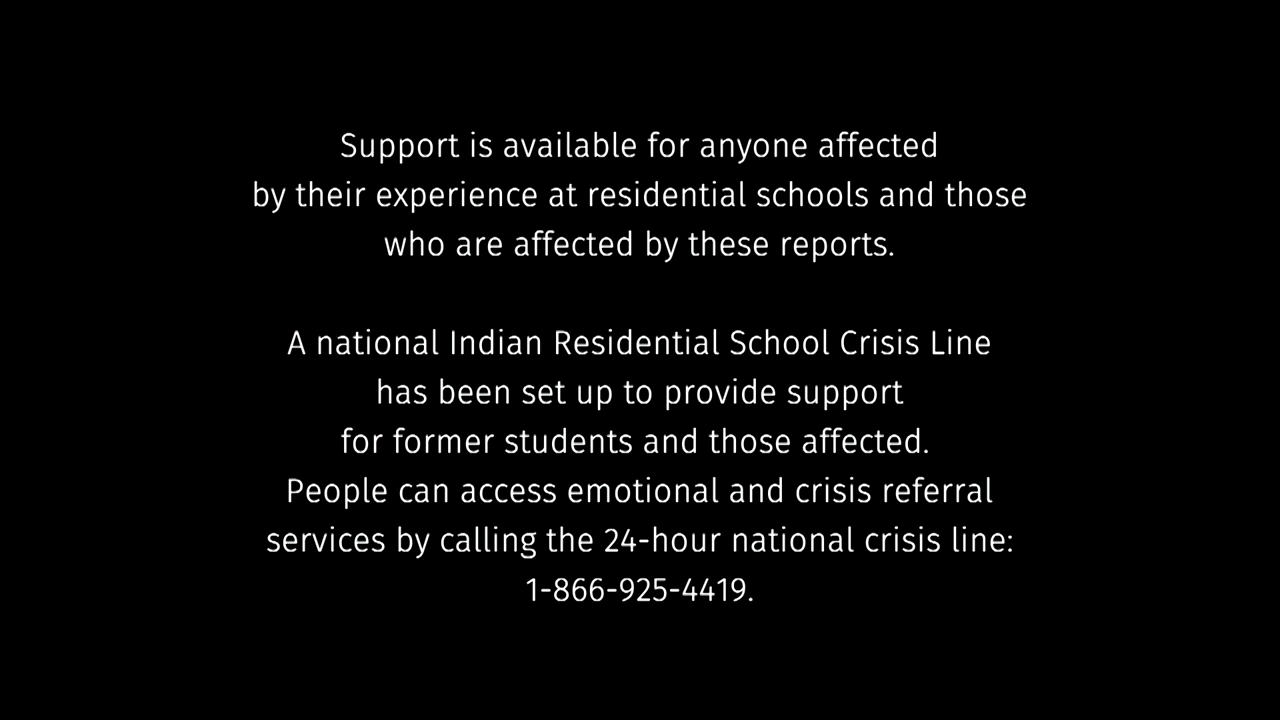 Support is available for anyone affected
by their experience at residential schools and those
who are affected by these reports.
A national Indian Residential School Crisis Line
has been set up to provide support
for former students and those affected.
People can access emotional and crisis referral
services by calling the 24-hour national crisis line:
1-866-925-4419.